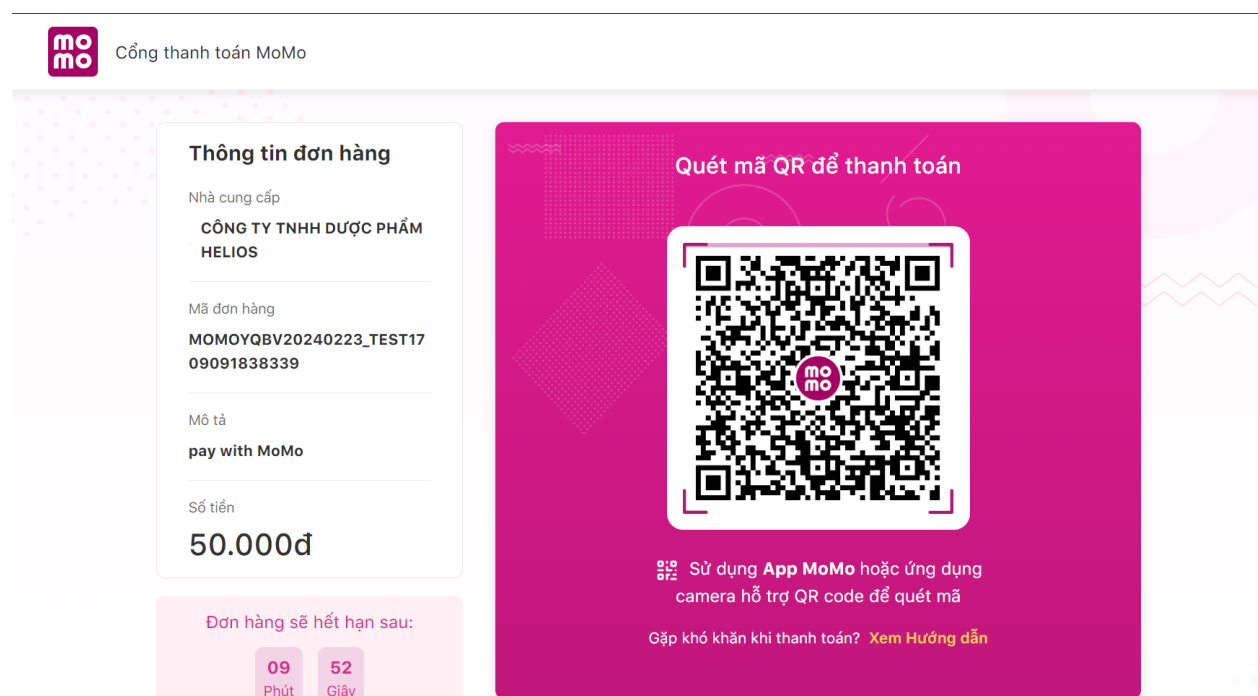 mo
mo
Cổng thanh toán MoMo
Thông tin đơn hàng
Nhà cung cấp
CÔNG TY TNHH DƯỢC PHẨM
HELIOS
Mã đơn hàng
MOMOYQBV20240223_TEST17
09091838339
Mô tả
pay with MoMo
Số tiền
50.000đ
Đơn hàng sẽ hết hạn sau:
09 52
Phút Giây
Quét mã QR để thanh toán
mo
mo
Sử dụng App MoMo hoặc ứng dụng
camera hỗ trợ QR code để quét mã
Gặp khó khăn khi thanh toán? Xem Hướng dẫn